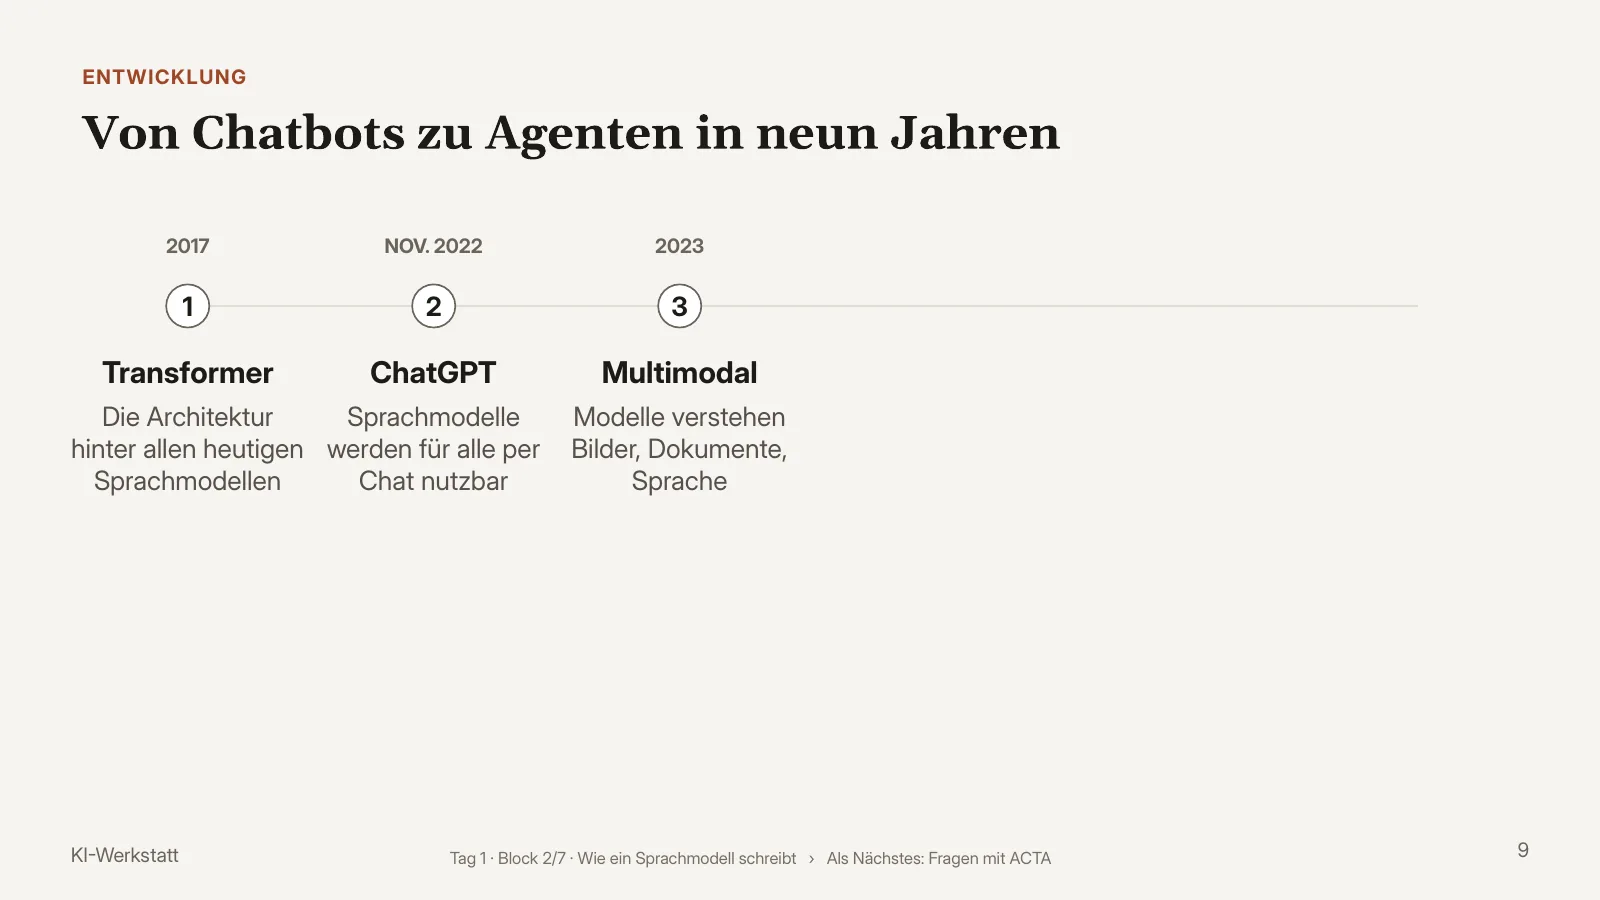 ENTWICKLUNG
Von Chatbots zu Agenten in neun Jahren
2017
NOV. 2022
2023
1
2
3
Transformer
Die Architektur
hinter allen heutigen
Sprachmodellen
ChatGPT
Sprachmodelle
werden für alle per
Chat nutzbar
Multimodal
Modelle verstehen
Bilder, Dokumente,
Sprache
KI-Werkstatt
Tag 1 · Block 2/7 · Wie ein Sprachmodell schreibt › Als Nächstes: Fragen mit ACTA
9